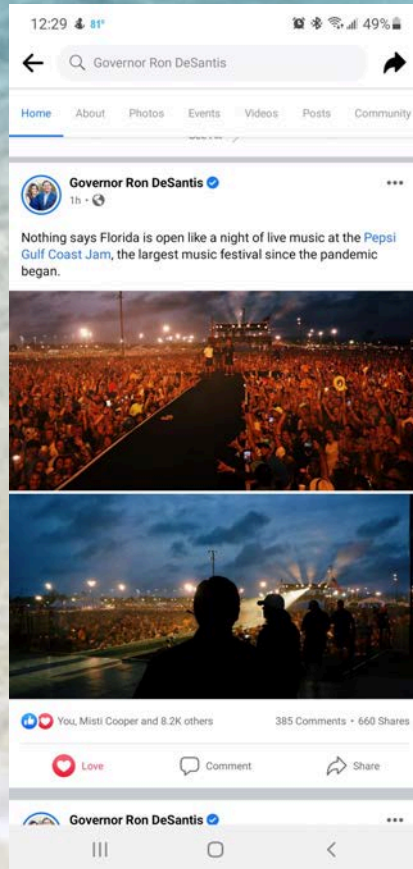 12:29 81°
49%
Governor Ron DeSantis
Home About Photos Events Videos Posts Community
Governor Ron DeSantis
1h
Nothing says Florida is open like a night of live music at the Pepsi
Gulf Coast Jam, the largest music festival since the pandemic
began.
You, Misti Cooper and 8.2K others 385 Comments • 660 Shares
Love Comment Share
Governor Ron DeSantis